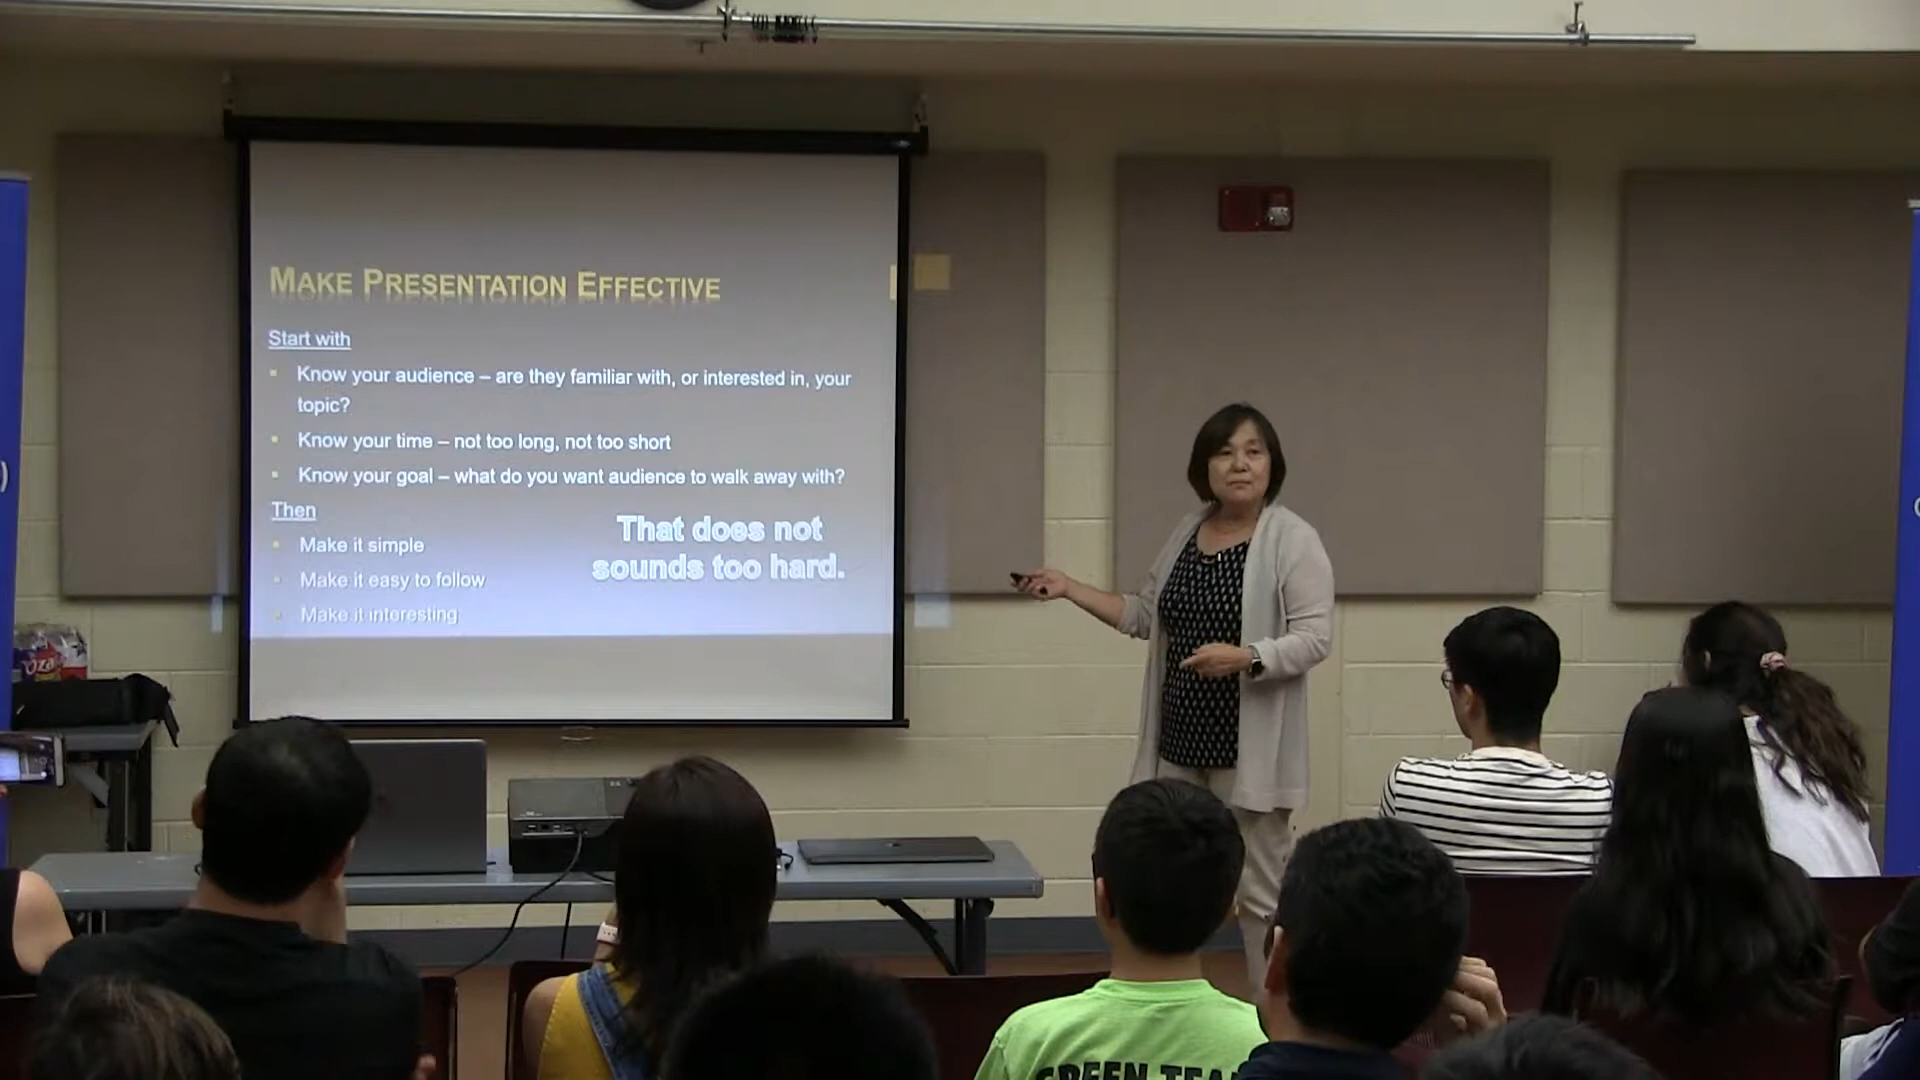 MAKE PRESENTATION EFFECTIVE
Start with
▪ Know your audience – are they familiar with, or interested in, your
topic?
▪ Know your time – not too long, not too short
▪ Know your goal – what do you want audience to walk away with?
Then
▪ Make it simple
▪ Make it easy to follow
▪ Make it interesting
That does not
sounds too hard.
)
GREEN